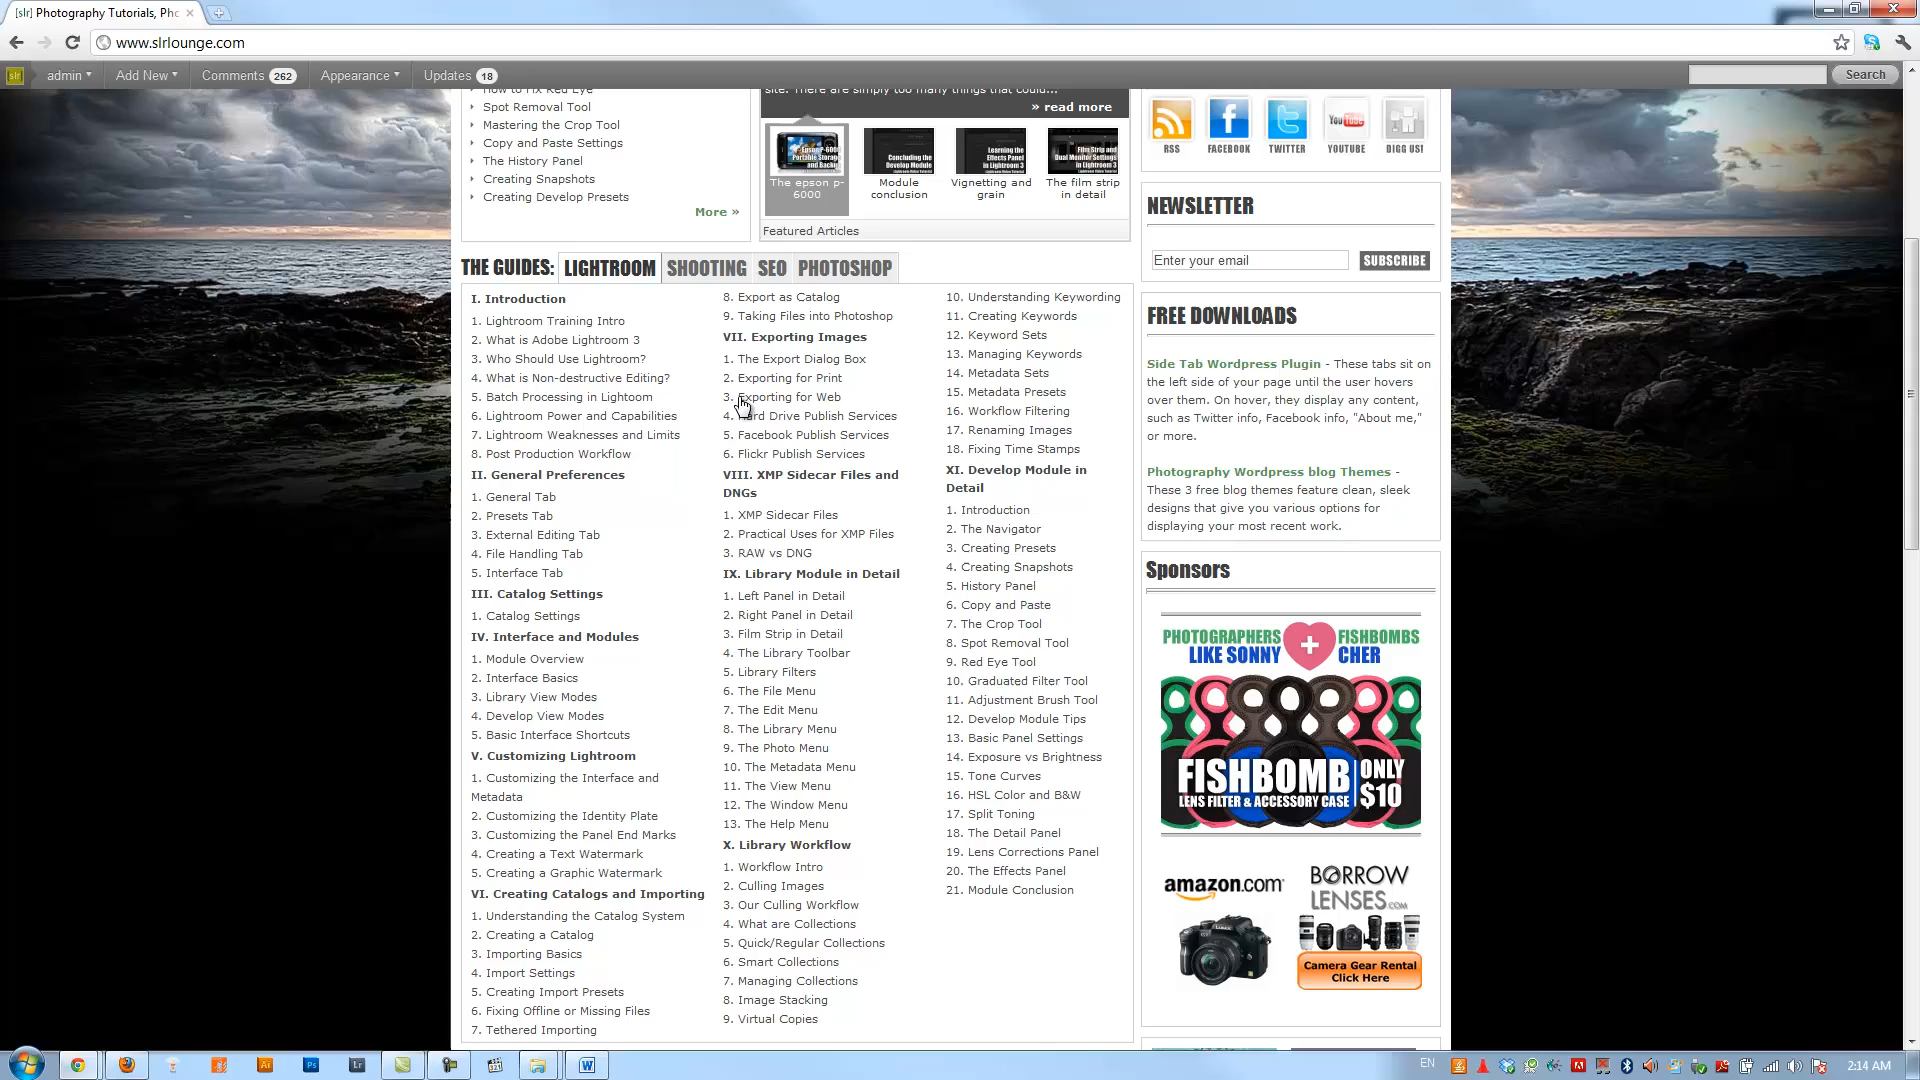 [slr] Photography Tutorials, Pho
www.slrlounge.com
slr admin Add New Comments 262 Appearance Updates 18 Search
How to Fix Red Eye
Spot Removal Tool
Mastering the Crop Tool
Copy and Paste Settings
The History Panel
Creating Snapshots
Creating Develop Presets
More »
site. There are simply too many things that could...
» read more
The epson p-
6000
Module
conclusion
Vignetting and
grain
The film strip
in detail
Featured Articles
THE GUIDES: LIGHTROOM SHOOTING SEO PHOTOSHOP
I. Introduction
1. Lightroom Training Intro
2. What is Adobe Lightroom 3
3. Who Should Use Lightroom?
4. What is Non-destructive Editing?
5. Batch Processing in Lightoom
6. Lightroom Power and Capabilities
7. Lightroom Weaknesses and Limits
8. Post Production Workflow
II. General Preferences
1. General Tab
2. Presets Tab
3. External Editing Tab
4. File Handling Tab
5. Interface Tab
III. Catalog Settings
1. Catalog Settings
IV. Interface and Modules
1. Module Overview
2. Interface Basics
3. Library View Modes
4. Develop View Modes
5. Basic Interface Shortcuts
V. Customizing Lightroom
1. Customizing the Interface and
Metadata
2. Customizing the Identity Plate
3. Customizing the Panel End Marks
4. Creating a Text Watermark
5. Creating a Graphic Watermark
VI. Creating Catalogs and Importing
1. Understanding the Catalog System
2. Creating a Catalog
3. Importing Basics
4. Import Settings
5. Creating Import Presets
6. Fixing Offline or Missing Files
7. Tethered Importing
8. Export as Catalog
9. Taking Files into Photoshop
VII. Exporting Images
1. The Export Dialog Box
2. Exporting for Print
3. Exporting for Web
4. Hard Drive Publish Services
5. Facebook Publish Services
6. Flickr Publish Services
VIII. XMP Sidecar Files and
DNGs
1. XMP Sidecar Files
2. Practical Uses for XMP Files
3. RAW vs DNG
IX. Library Module in Detail
1. Left Panel in Detail
2. Right Panel in Detail
3. Film Strip in Detail
4. The Library Toolbar
5. Library Filters
6. The File Menu
7. The Edit Menu
8. The Library Menu
9. The Photo Menu
10. The Metadata Menu
11. The View Menu
12. The Window Menu
13. The Help Menu
X. Library Workflow
1. Workflow Intro
2. Culling Images
3. Our Culling Workflow
4. What are Collections
5. Quick/Regular Collections
6. Smart Collections
7. Managing Collections
8. Image Stacking
9. Virtual Copies
10. Understanding Keywording
11. Creating Keywords
12. Keyword Sets
13. Managing Keywords
14. Metadata Sets
15. Metadata Presets
16. Workflow Filtering
17. Renaming Images
18. Fixing Time Stamps
XI. Develop Module in
Detail
1. Introduction
2. The Navigator
3. Creating Presets
4. Creating Snapshots
5. History Panel
6. Copy and Paste
7. The Crop Tool
8. Spot Removal Tool
9. Red Eye Tool
10. Graduated Filter Tool
11. Adjustment Brush Tool
12. Develop Module Tips
13. Basic Panel Settings
14. Exposure vs Brightness
15. Tone Curves
16. HSL Color and B&W
17. Split Toning
18. The Detail Panel
19. Lens Corrections Panel
20. The Effects Panel
21. Module Conclusion
RSS FACEBOOK TWITTER YOUTUBE DIGG US!
NEWSLETTER
Enter your email SUBSCRIBE
FREE DOWNLOADS
Side Tab Wordpress Plugin - These tabs sit on
the left side of your page until the user hovers
over them. On hover, they display any content,
such as Twitter info, Facebook info, "About me,"
or more.
Photography Wordpress blog Themes -
These 3 free blog themes feature clean, sleek
designs that give you various options for
displaying your most recent work.
Sponsors
PHOTOGRAPHERS + FISHBOMBS
LIKE SONNY CHER
FISHBOMB ONLY
LENS FILTER & ACCESSORY CASE $10
amazon.com
BORROW
LENSES.COM
Camera Gear Rental
Click Here
EN 2:14 AM